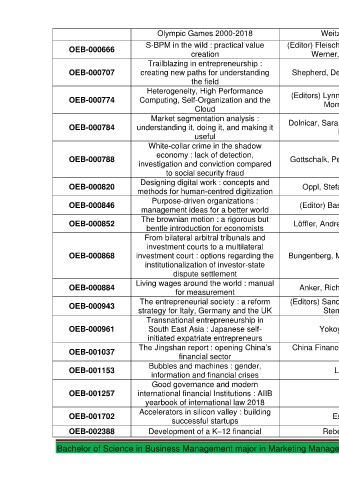 Olympic Games 2000-2018 Weitz
OEB-000666 S-BPM in the wild : practical value creation (Editor) Fleisch Werner,
OEB-000707 Trailblazing in entrepreneurship : creating new paths for understanding the field Shepherd, De
OEB-000774 Heterogeneity, High Performance Computing, Self-Organization and the Cloud (Editors) Lynn Morr
OEB-000784 Market segmentation analysis : understanding it, doing it, and making it useful Dolnicar, Sara
OEB-000788 White-collar crime in the shadow economy : lack of detection, investigation and conviction compared to social security fraud Gottschalk, Pe
OEB-000820 Designing digital work : concepts and methods for human-centred digitization Oppl, Stefa
OEB-000846 Purpose-driven organizations : management ideas for a better world (Editor) Bas
OEB-000852 The brownian motion : a rigorous but bentle introduction for economists Löffler, Andre
OEB-000868 From bilateral arbitral tribunals and investment courts to a multilateral investment court : options regarding the institutionalization of investor-state dispute settlement Bungenberg, M
OEB-000884 Living wages around the world : manual for measurement Anker, Rich
OEB-000943 The entrepreneurial society : a reform strategy for Italy, Germany and the UK (Editors) Sand Stem
OEB-000961 Transnational entrepreneurship in South East Asia : Japanese self-initiated expatriate entrepreneurs Yokoy
OEB-001037 The Jingshan report : opening China's financial sector China Financ
OEB-001153 Bubbles and machines : gender, information and financial crises L
OEB-001257 Good governance and modern international financial Institutions : AIIB yearbook of international law 2018
OEB-001702 Accelerators in silicon valley : building successful startups Es
OEB-002388 Development of a K–12 financial Rebe
Bachelor of Science in Business Management major in Marketing Manage